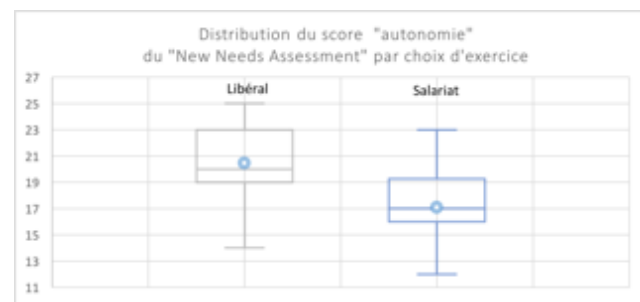 Distribution du score "autonomie"
du "New Needs Assessment" par choix d'exercice
27
Libéral
Salariat
25
23
21
19
17
15
13
11